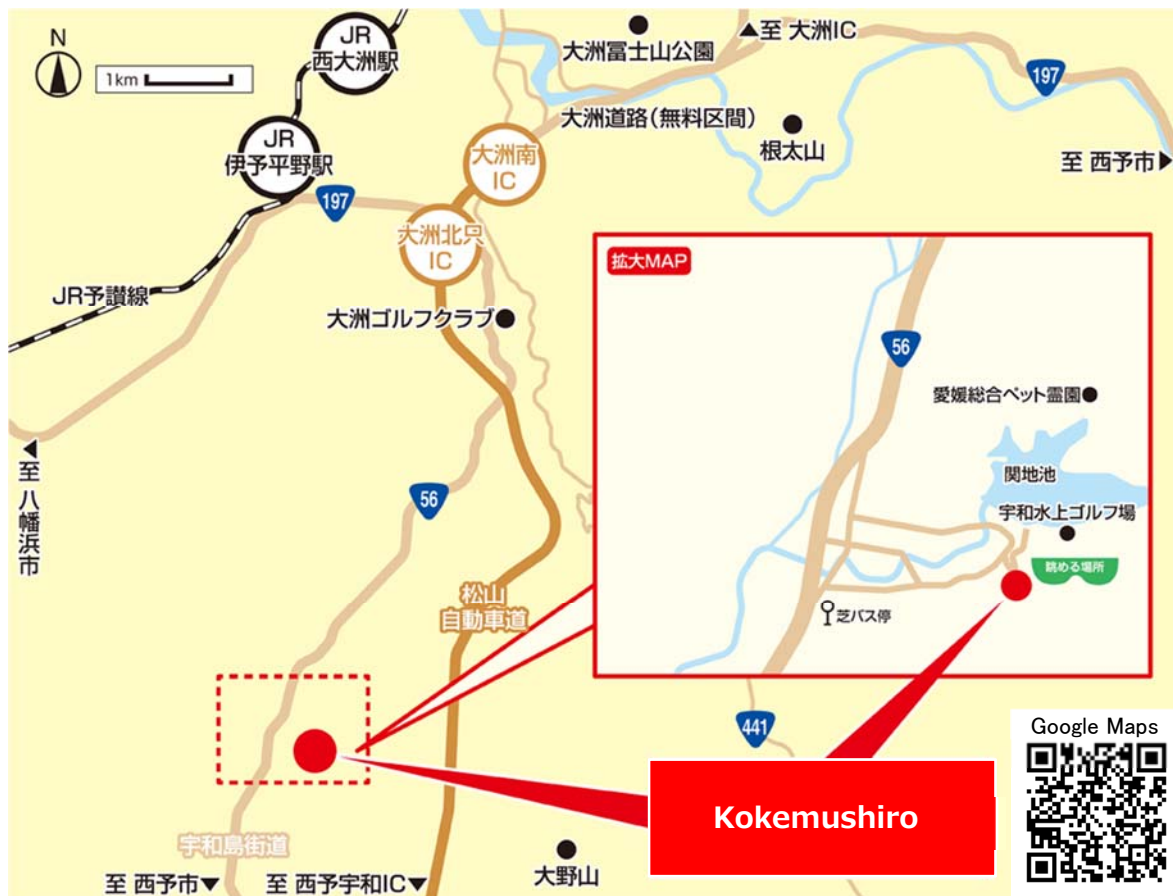 N
1km
JR
西大洲駅
大洲冨士山公園
▲至 大洲IC
197
JR
伊予平野駅
大洲南
IC
大洲道路(無料区間)
根太山
至 西予市▶
197
大洲北只
IC
JR予讃線
大洲ゴルフクラブ
◀至 八幡浜市
56
松山
自動車道
宇和島街道
至 西予市▼
至 西予宇和IC▼
大野山
441
拡大MAP
56
愛媛総合ペット霊園
関地池
宇和水上ゴルフ場
眺める場所
芝バス停
Kokemushiro
Google Maps